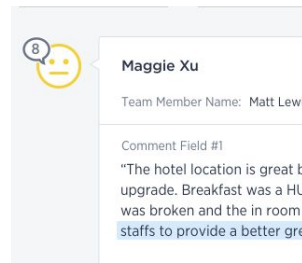 8
Maggie Xu
Team Member Name: Matt Lew
Comment Field #1
“The hotel location is great
upgrade. Breakfast was a
was broken and the in room
staffs to provide a better